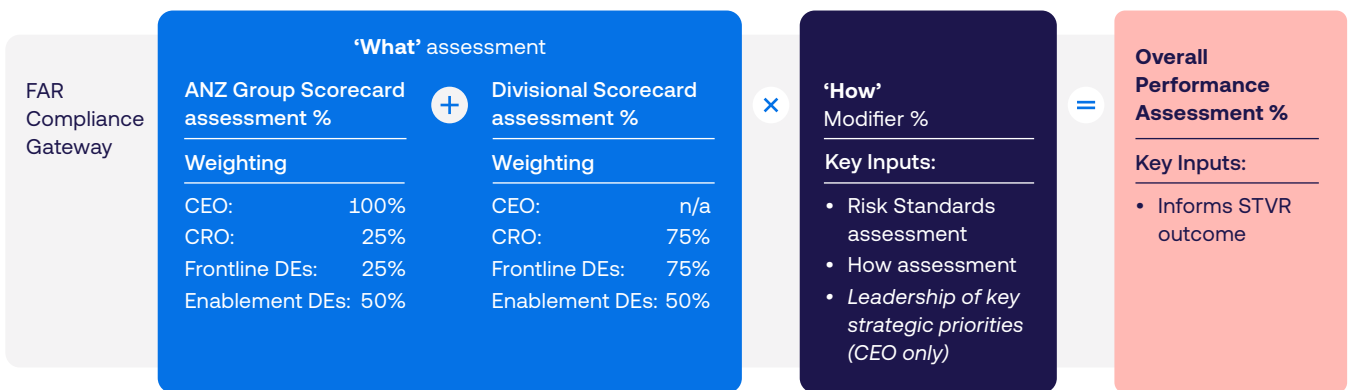 FAR
Compliance
Gateway
‘What’ assessment
ANZ Group Scorecard
assessment %
Weighting
CEO: 100%
CRO: 25%
Frontline DEs: 25%
Enablement DEs: 50%
+
Divisional Scorecard
assessment %
Weighting
CEO: n/a
CRO: 75%
Frontline DEs: 75%
Enablement DEs: 50%
×
‘How’
Modifier %
Key Inputs:
• Risk Standards
assessment
• How assessment
• Leadership of key
strategic priorities
(CEO only)
=
Overall
Performance
Assessment %
Key Inputs:
• Informs STVR
outcome